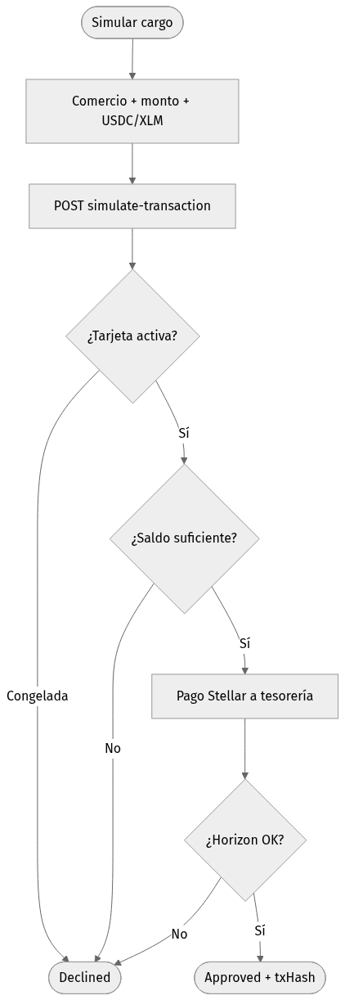 Simular cargo
Comercio + monto +
USDC/XLM
POST simulate-transaction
¿Tarjeta activa?
Sí
¿Saldo suficiente?
Sí
Congelada
Pago Stellar a tesorería
No
¿Horizon OK?
No
Sí
Declined
Approved + txHash